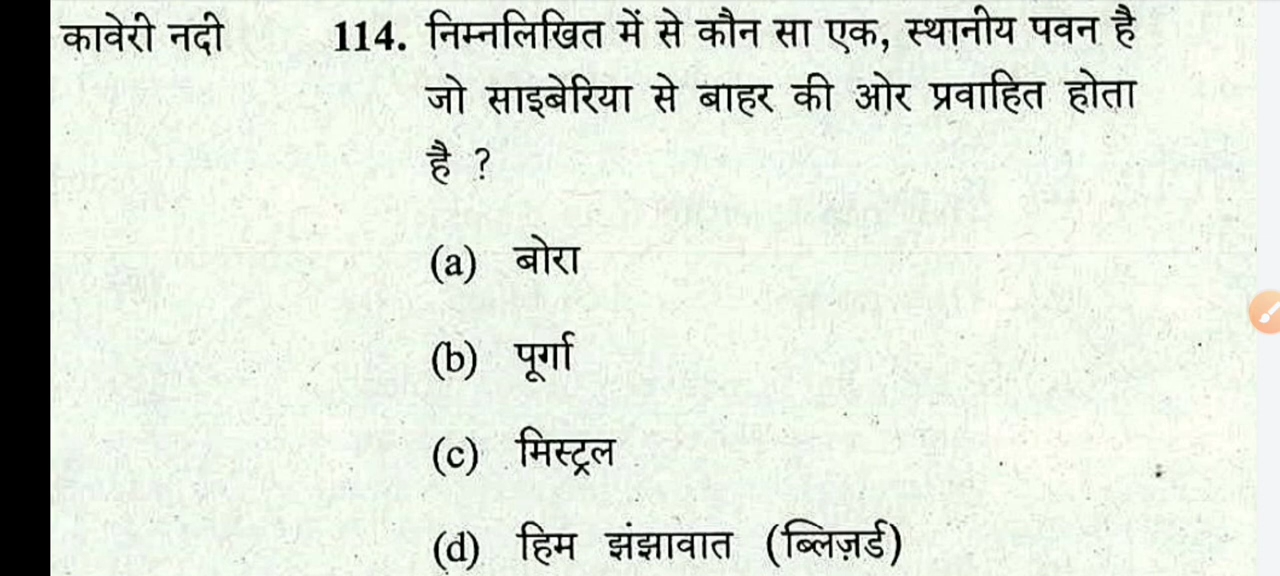 कावेरी नदी
114. निम्नलिखित में से कौन सा एक, स्थानीय पवन है
जो साइबेरिया से बाहर की ओर प्रवाहित होता
है ?
(a) बोरा
(b) पूर्गा
(c) मिस्ट्रल
(d) हिम झंझावात (ब्लिज़र्ड)